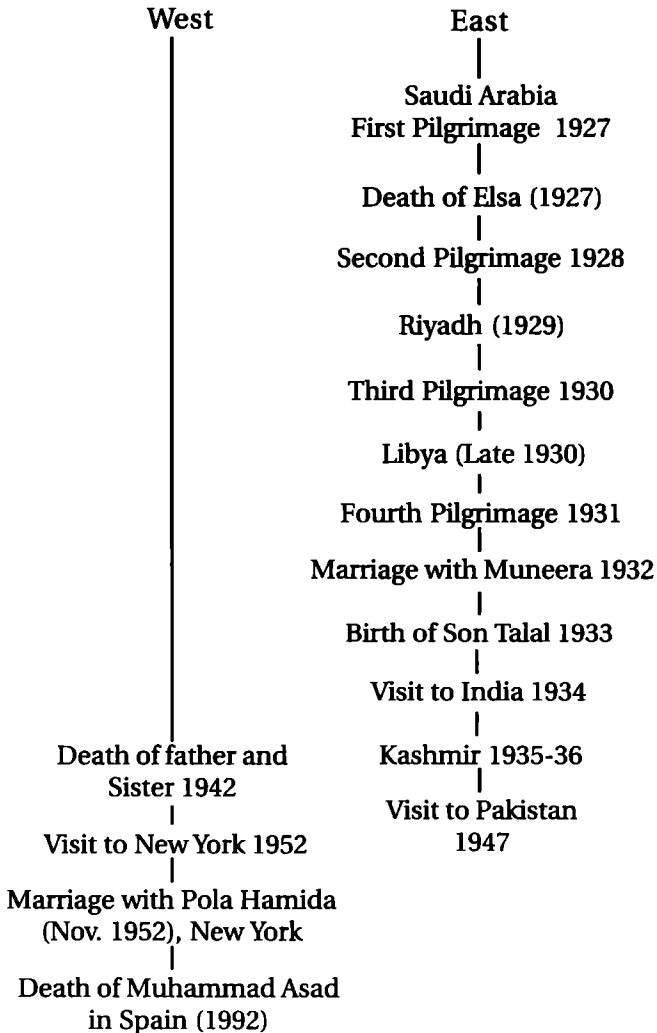 West
Death of father and
Sister 1942
Visit to New York 1952
Marriage with Pola Hamida
(Nov. 1952), New York
Death of Muhammad Asad
in Spain (1992)
East
Saudi Arabia
First Pilgrimage 1927
Death of Elsa (1927)
Second Pilgrimage 1928
Riyadh (1929)
Third Pilgrimage 1930
Libya (Late 1930)
Fourth Pilgrimage 1931
Marriage with Muneera 1932
Birth of Son Talal 1933
Visit to India 1934
Kashmir 1935-36
Visit to Pakistan
1947